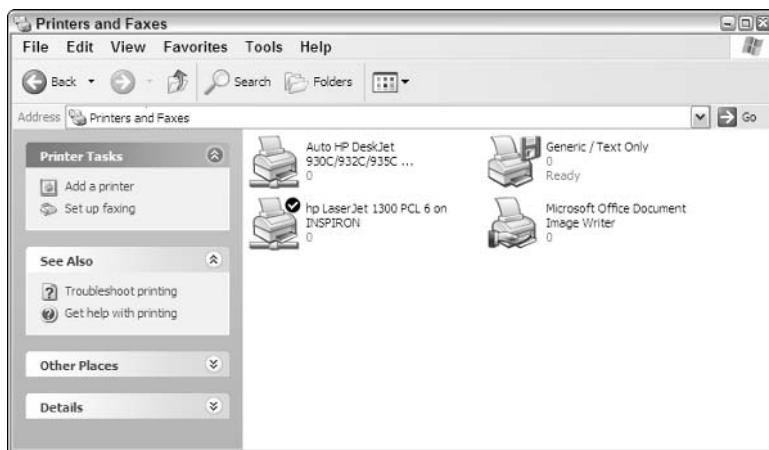 Printers and Faxes
File Edit View Favorites Tools Help
Back Search Folders
Address Printers and Faxes Go
Printer Tasks
Add a printer
Set up faxing
See Also
Troubleshoot printing
Get help with printing
Other Places
Details
Auto HP DeskJet
930C/932C/935C ...
0
Generic / Text Only
0
Ready
hp LaserJet 1300 PCL 6 on
INSPIRON
0
Microsoft Office Document
Image Writer
0